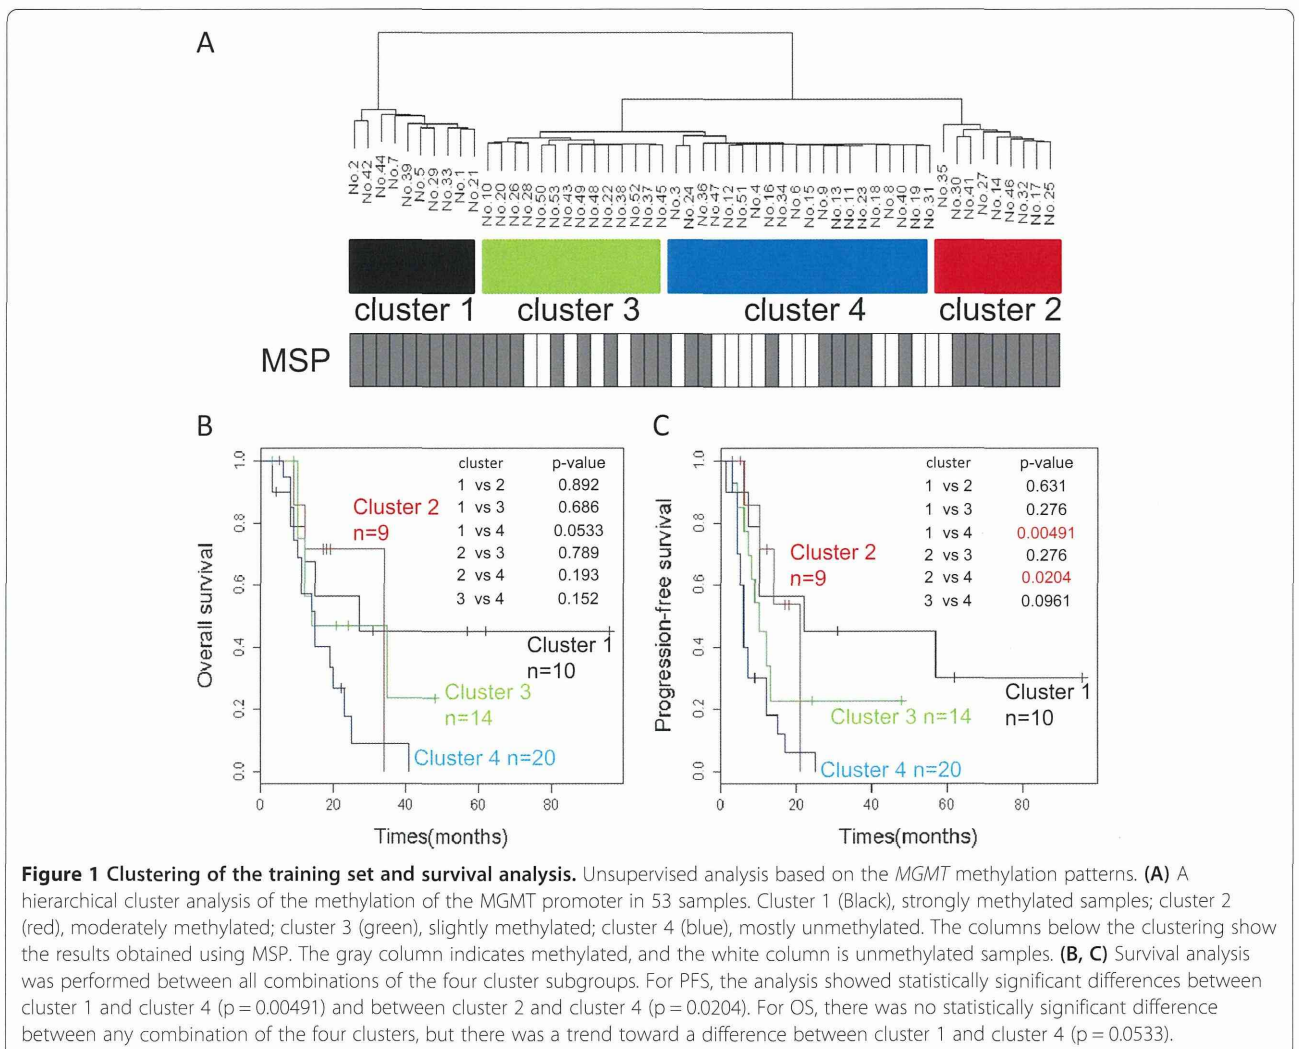 A
No.2
No.42
No.44
No.7
No.39
No.5
No.29
No.33
No.1
No.21
No.10
No.20
No.26
No.28
No.50
No.53
No.43
No.49
No.48
No.22
No.38
No.52
No.37
No.45
No.3
No.24
No.36
No.47
No.12
No.51
No.4
No.16
No.34
No.6
No.15
No.9
No.13
No.11
No.23
No.18
No.8
No.40
No.19
No.31
No.35
No.30
No.41
No.27
No.14
No.46
No.32
No.17
No.25
cluster 1 cluster 3 cluster 4 cluster 2
MSP
B
Overall survival
0.0 0.2 0.4 0.6 0.8 1.0
cluster p-value
1 vs 2 0.892
1 vs 3 0.686
1 vs 4 0.0533
2 vs 3 0.789
2 vs 4 0.193
3 vs 4 0.152
Cluster 2
n=9
Cluster 1
n=10
Cluster 3
n=14
Cluster 4 n=20
0 20 40 60 80
Times(months)
C
Progression-free survival
0.0 0.2 0.4 0.6 0.8 1.0
cluster p-value
1 vs 2 0.631
1 vs 3 0.276
1 vs 4 0.00491
2 vs 3 0.276
2 vs 4 0.0204
3 vs 4 0.0961
Cluster 2
n=9
Cluster 1
n=10
Cluster 3 n=14
Cluster 4 n=20
0 20 40 60 80
Times(months)
Figure 1 Clustering of the training set and survival analysis. Unsupervised analysis based on the MGMT methylation patterns. (A) A
hierarchical cluster analysis of the methylation of the MGMT promoter in 53 samples. Cluster 1 (Black), strongly methylated samples; cluster 2
(red), moderately methylated; cluster 3 (green), slightly methylated; cluster 4 (blue), mostly unmethylated. The columns below the clustering show
the results obtained using MSP. The gray column indicates methylated, and the white column is unmethylated samples. (B, C) Survival analysis
was performed between all combinations of the four cluster subgroups. For PFS, the analysis showed statistically significant differences between
cluster 1 and cluster 4 (p = 0.00491) and between cluster 2 and cluster 4 (p = 0.0204). For OS, there was no statistically significant difference
between any combination of the four clusters, but there was a trend toward a difference between cluster 1 and cluster 4 (p = 0.0533).